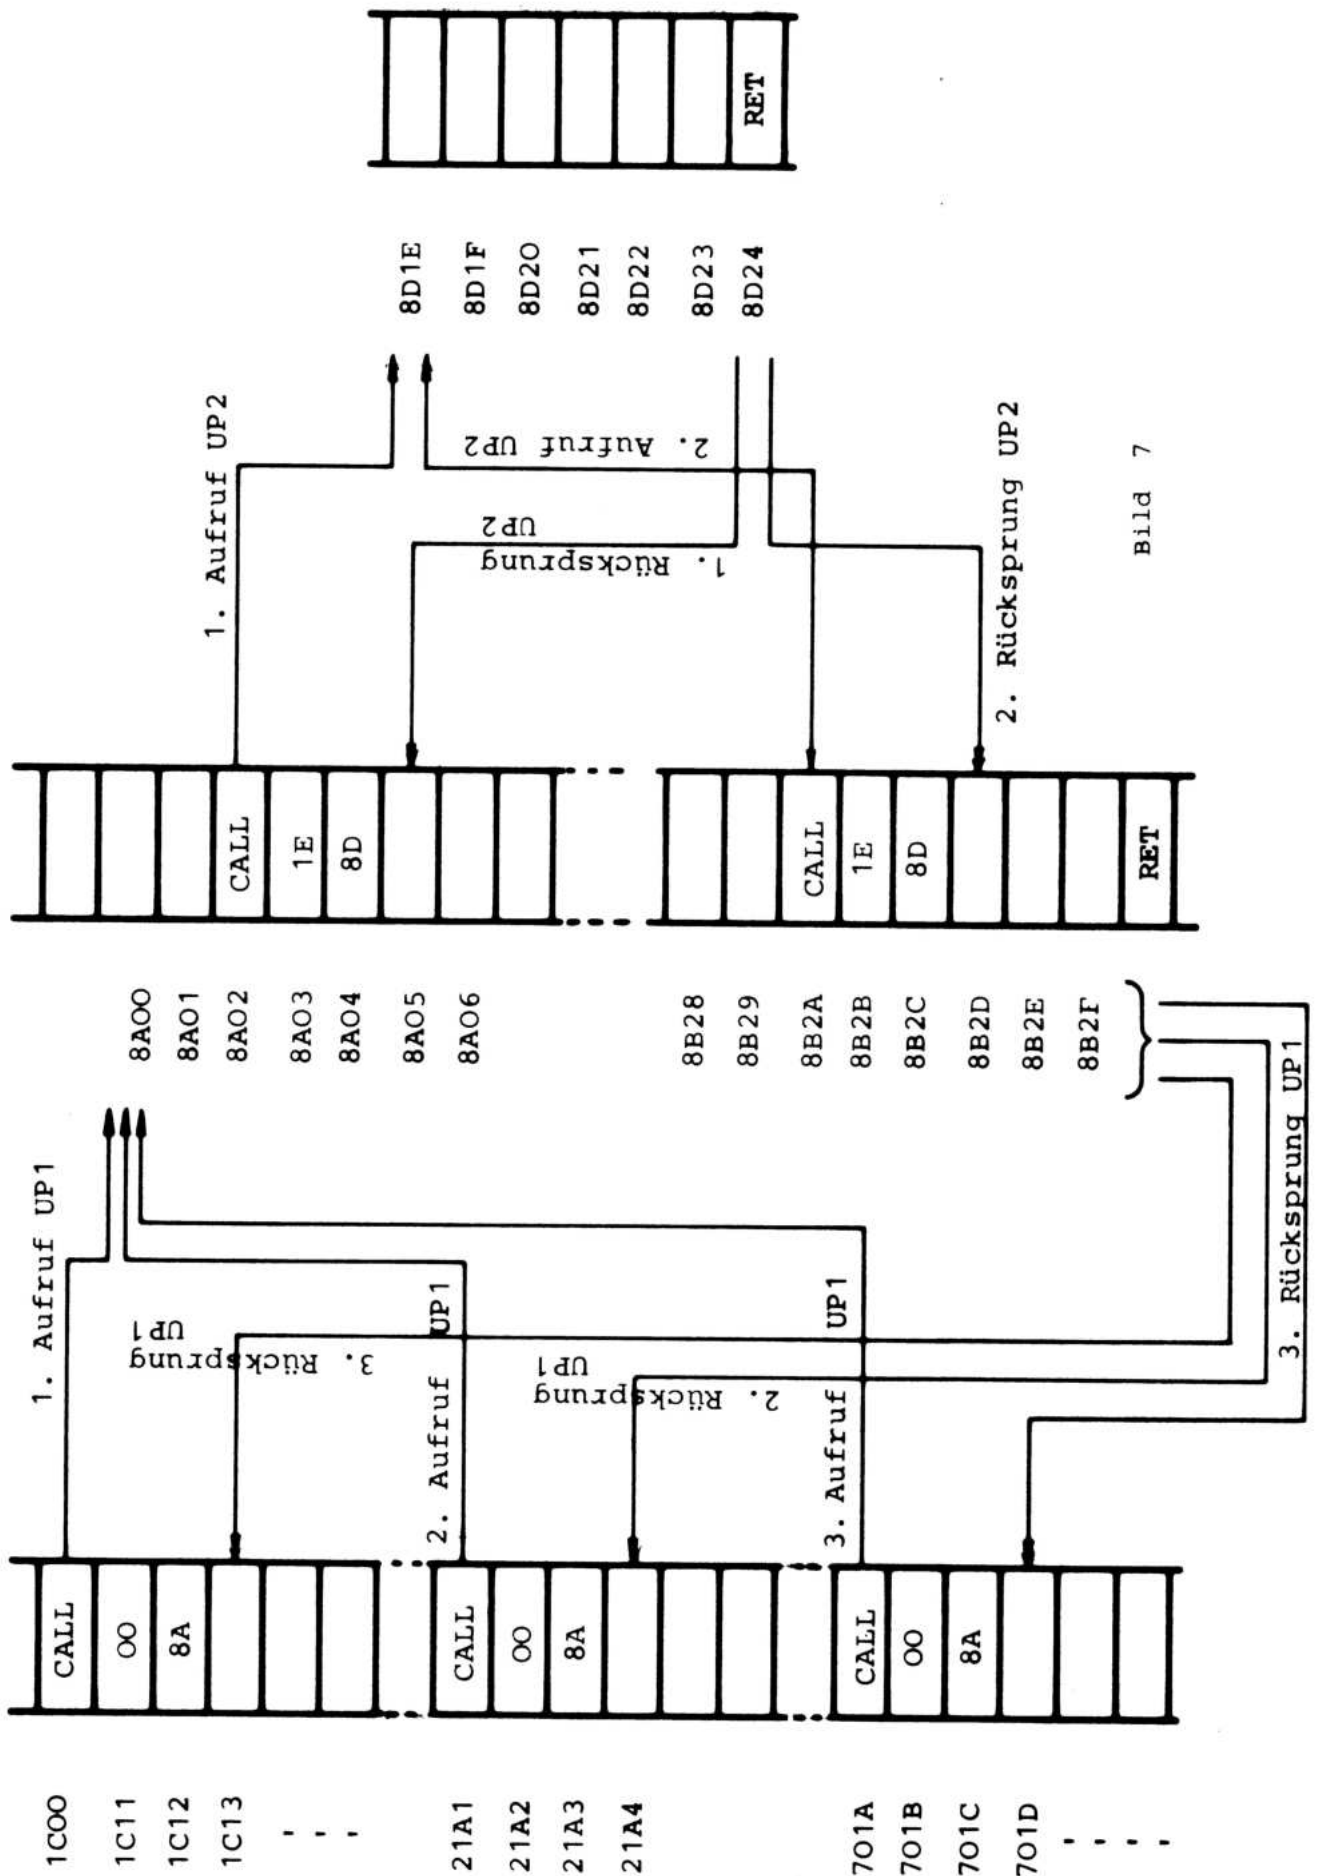 1C00
1C11
1C12
1C13
21A1
21A2
21A3
21A4
701A
701B
701C
701D
CALL
00
8A
CALL
00
8A
CALL
00
8A
1. Aufruf UP1
3. Rücksprung
UP1
2. Aufruf UP1
2. Rücksprung
UP1
3. Aufruf UP1
3. Rücksprung UP1
8A00
8A01
8A02
8A03
8A04
8A05
8A06
8B28
8B29
8B2A
8B2B
8B2C
8B2D
8B2E
8B2F
CALL
1E
8D
CALL
1E
8D
RET
1. Aufruf UP2
1. Rücksprung
UP2
2. Aufruf UP2
2. Rücksprung UP2
8D1E
8D1F
8D20
8D21
8D22
8D23
8D24
RET
Bild 7